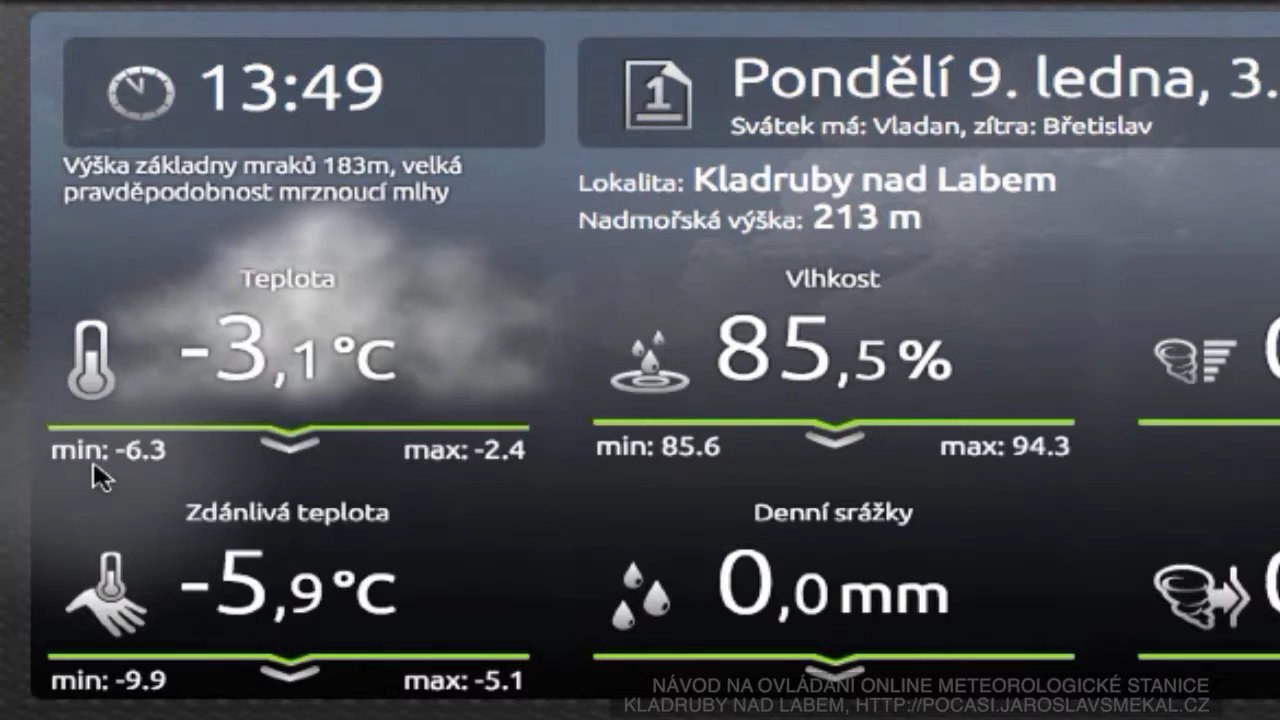 13:49
1
Pondělí 9. ledna, 3.
Svátek má: Vladan, zítra: Břetislav
Výška základny mraků 183m, velká
pravděpodobnost mrznoucí mlhy
Lokalita: Kladruby nad Labem
Nadmořská výška: 213 m
Teplota
-3,1°C
min: -6.3 max: -2.4
Vlhkost
85,5%
min: 85.6 max: 94.3
Zdánlivá teplota
-5,9°C
min: -9.9 max: -5.1
Denní srážky
0,0mm
NÁVOD NA OVLÁDÁNÍ ONLINE METEOROLOGICKÉ STANICE
KLADRUBY NAD LABEM, HTTP://POCASI.JAROSLAVSMEKAL.CZ